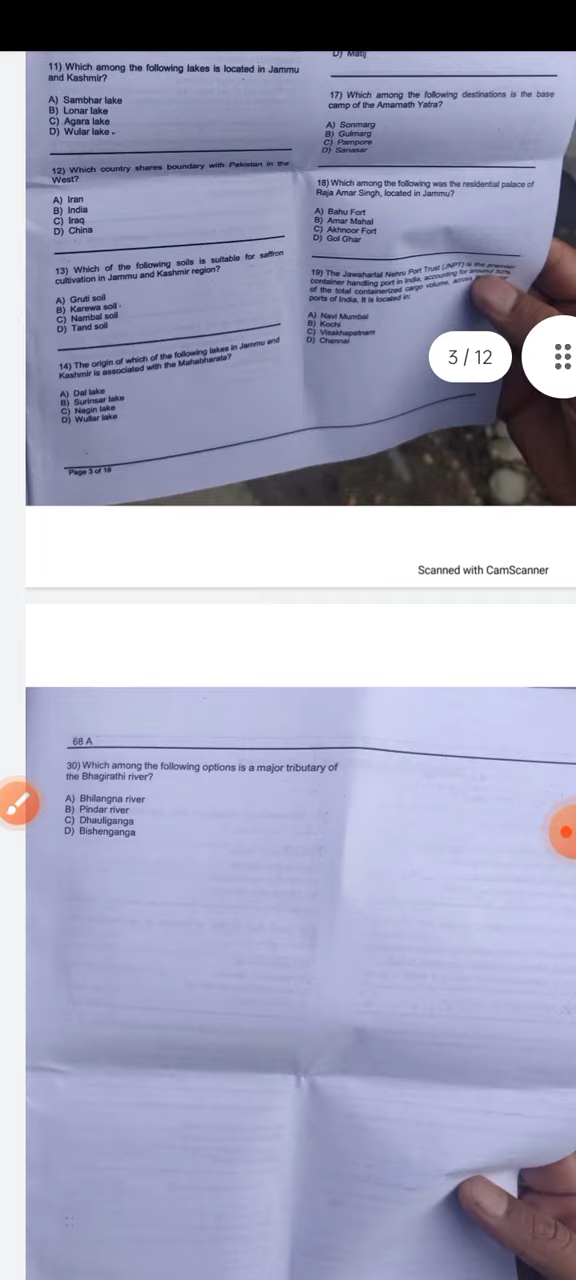 11) Which among the following lakes is located in Jammu
and Kashmir?
A) Sambhar lake
B) Lonar lake
C) Agara lake
D) Wular lake
12) Which country shares boundary with Pakistan in the
West?
A) Iran
B) India
C) Iraq
D) China
13) Which of the following soils is suitable for saffron
cultivation in Jammu and Kashmir region?
A) Gruti soil
B) Karewa soil
C) Nambal soil
D) Tand soil
14) The origin of which of the following lakes in Jammu and
Kashmir is associated with the Mahabharata?
A) Dal lake
B) Surinsar lake
C) Nagin lake
D) Wullar lake
Page 3 of 16
17) Which among the following destinations is the base
camp of the Amarnath Yatra?
A) Sonmarg
B) Gulmarg
C) Pampore
D) Sanasar
18) Which among the following was the residential palace of
Raja Amar Singh, located in Jammu?
A) Bahu Fort
B) Amar Mahal
C) Akhnoor Fort
D) Gol Ghar
19) The Jawaharlal Nehru Port Trust (JNPT) is the premier
container handling port in India, accounting for around
of the total containerized cargo volume, across
ports of India. It is located in:
A) Navi Mumbai
B) Kochi
C) Visakhapatnam
D) Chennai
3 / 12
Scanned with CamScanner
68 A
30) Which among the following options is a major tributary of
the Bhagirathi river?
A) Bhilangna river
B) Pindar river
C) Dhauliganga
D) Bishenganga